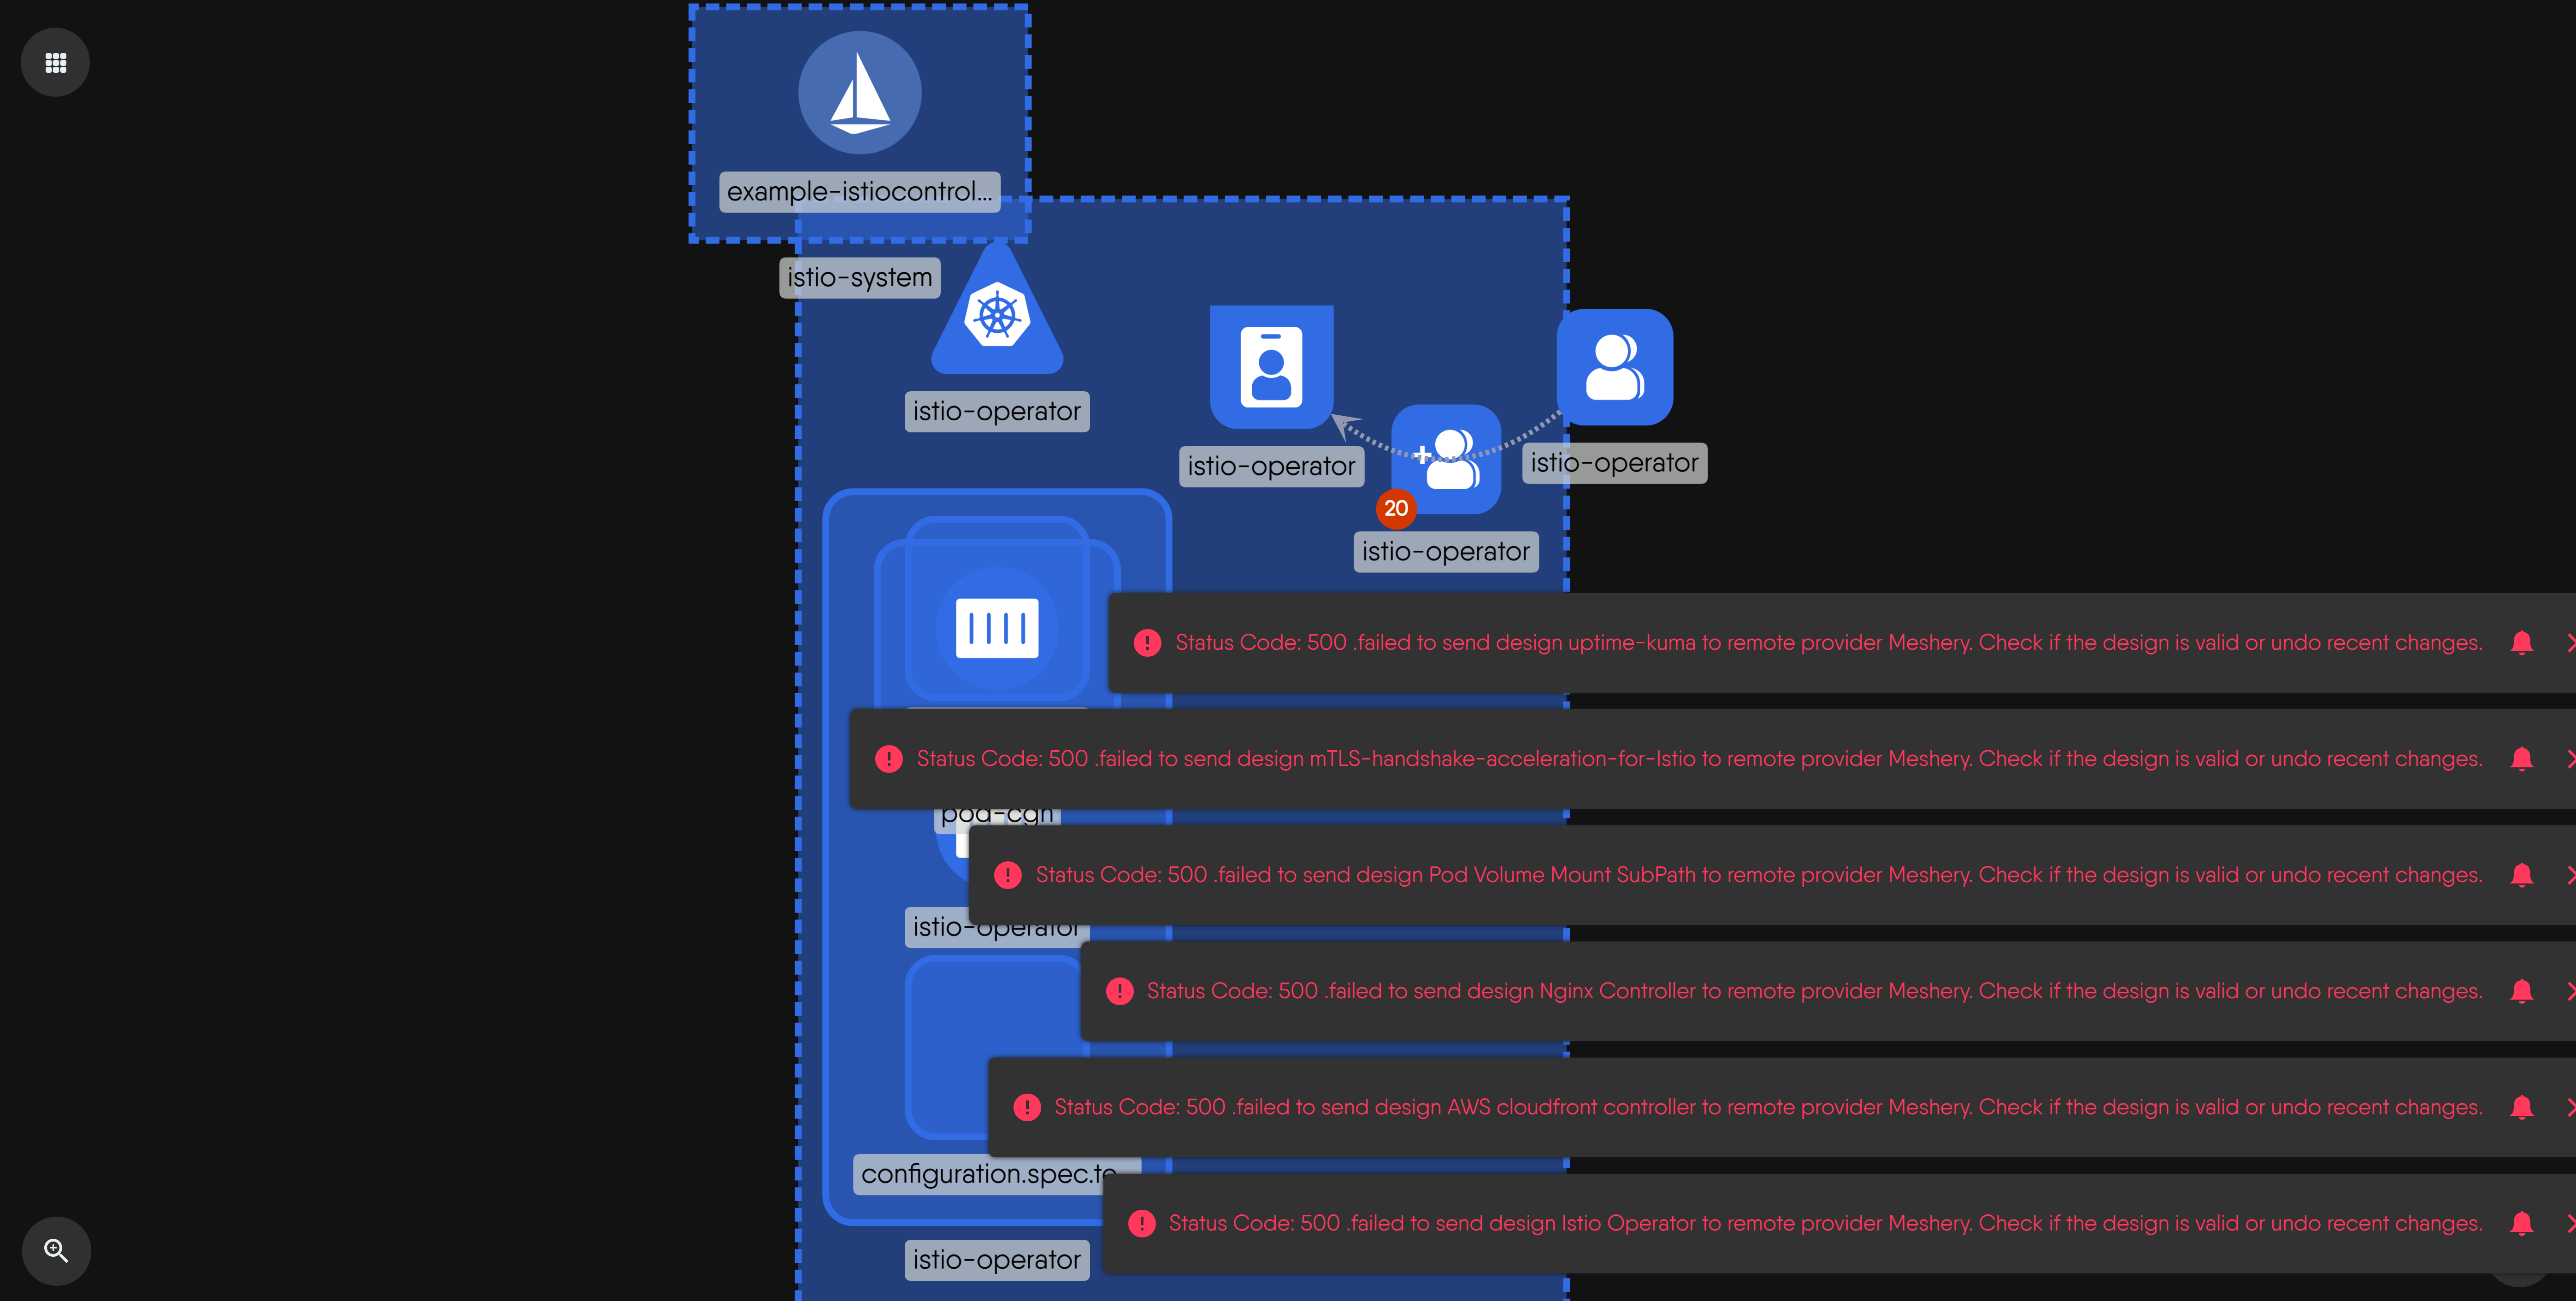 example-istiocontrol...
istio-system
istio-operator
istio-operator
istio-operator
20
istio-operator
Status Code: 500 .failed to send design uptime-kuma to remote provider Meshery. Check if the design is valid or undo recent changes.
Status Code: 500 .failed to send design mTLS-handshake-acceleration-for-Istio to remote provider Meshery. Check if the design is valid or undo recent changes.
pod-cgn
Status Code: 500 .failed to send design Pod Volume Mount SubPath to remote provider Meshery. Check if the design is valid or undo recent changes.
istio-operator
Status Code: 500 .failed to send design Nginx Controller to remote provider Meshery. Check if the design is valid or undo recent changes.
Status Code: 500 .failed to send design AWS cloudfront controller to remote provider Meshery. Check if the design is valid or undo recent changes.
configuration.spec.te
Status Code: 500 .failed to send design Istio Operator to remote provider Meshery. Check if the design is valid or undo recent changes.
istio-operator